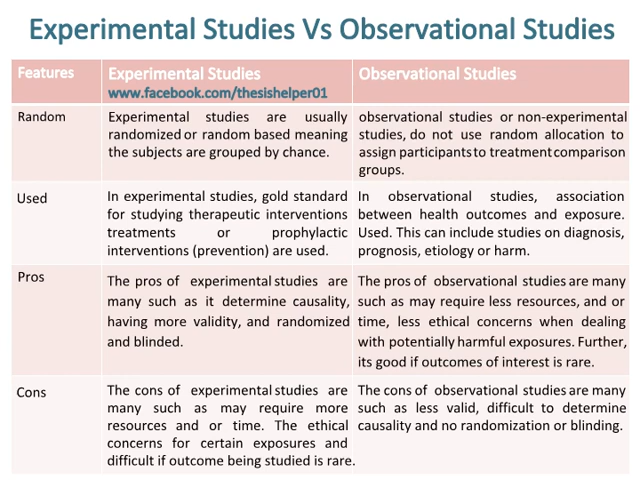 Experimental Studies Vs Observational Studies
Features
Experimental Studies
www.facebook.com/thesishelper01
Observational Studies
Random
Experimental studies are usually
randomized or random based meaning
the subjects are grouped by chance.
observational studies or non-experimental
studies, do not use random allocation to
assign participants to treatment comparison
groups.
Used
In experimental studies, gold standard
for studying therapeutic interventions
treatments or prophylactic
interventions (prevention) are used.
In observational studies, association
between health outcomes and exposure.
Used. This can include studies on diagnosis,
prognosis, etiology or harm.
Pros
The pros of experimental studies are
many such as it determine causality,
having more validity, and randomized
and blinded.
The pros of observational studies are many
such as may require less resources, and or
time, less ethical concerns when dealing
with potentially harmful exposures. Further,
its good if outcomes of interest is rare.
Cons
The cons of experimental studies are
many such as may require more
resources and or time. The ethical
concerns for certain exposures and
difficult if outcome being studied is rare.
The cons of observational studies are many
such as less valid, difficult to determine
causality and no randomization or blinding.